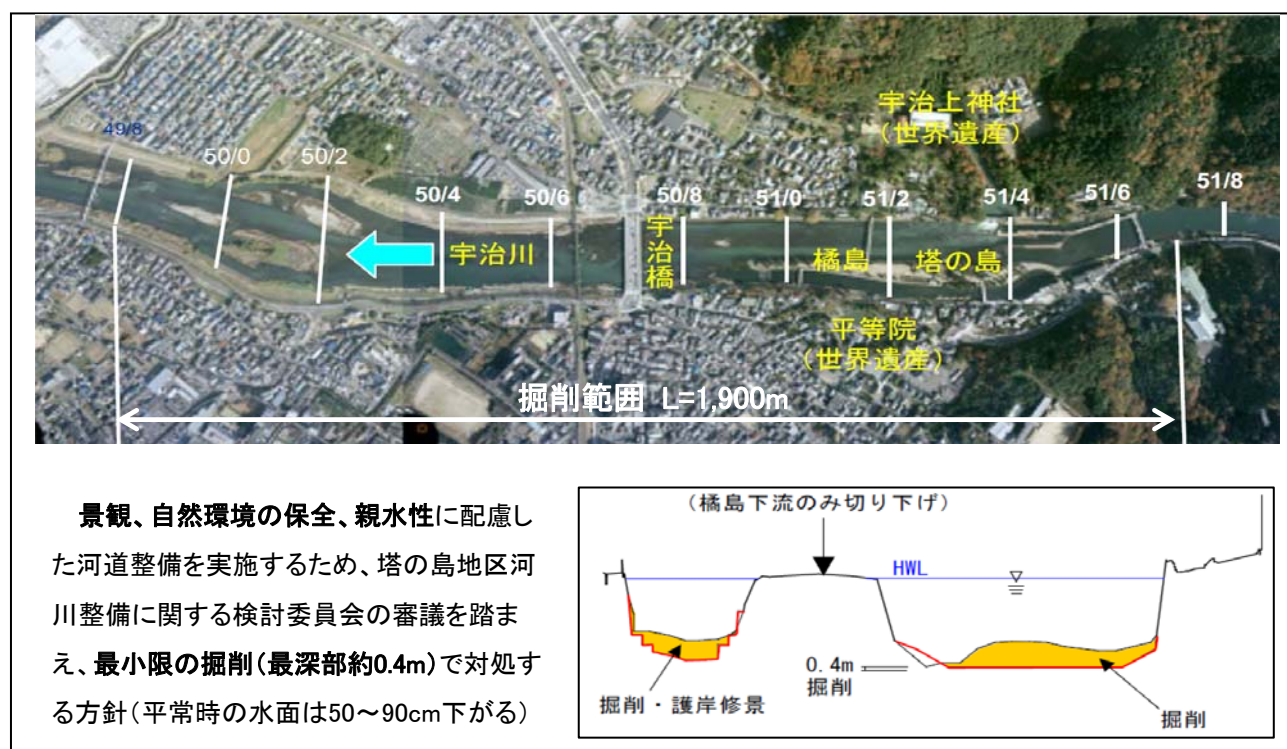 49/8
50/0
50/2
50/4
50/6
50/8
51/0
51/2
51/4
51/6
51/8
宇治上神社
(世界遺産)
宇治川
宇治橋
橘島
塔の島
平等院
(世界遺産)
掘削範囲 L=1,900m
景観、自然環境の保全、親水性に配慮し
た河道整備を実施するため、塔の島地区河
川整備に関する検討委員会の審議を踏ま
え、最小限の掘削(最深部約0.4m)で対処す
る方針(平常時の水面は50～90cm下がる)
(橘島下流のみ切り下げ)
HWL
0.4m
掘削
掘削・護岸修景
掘削